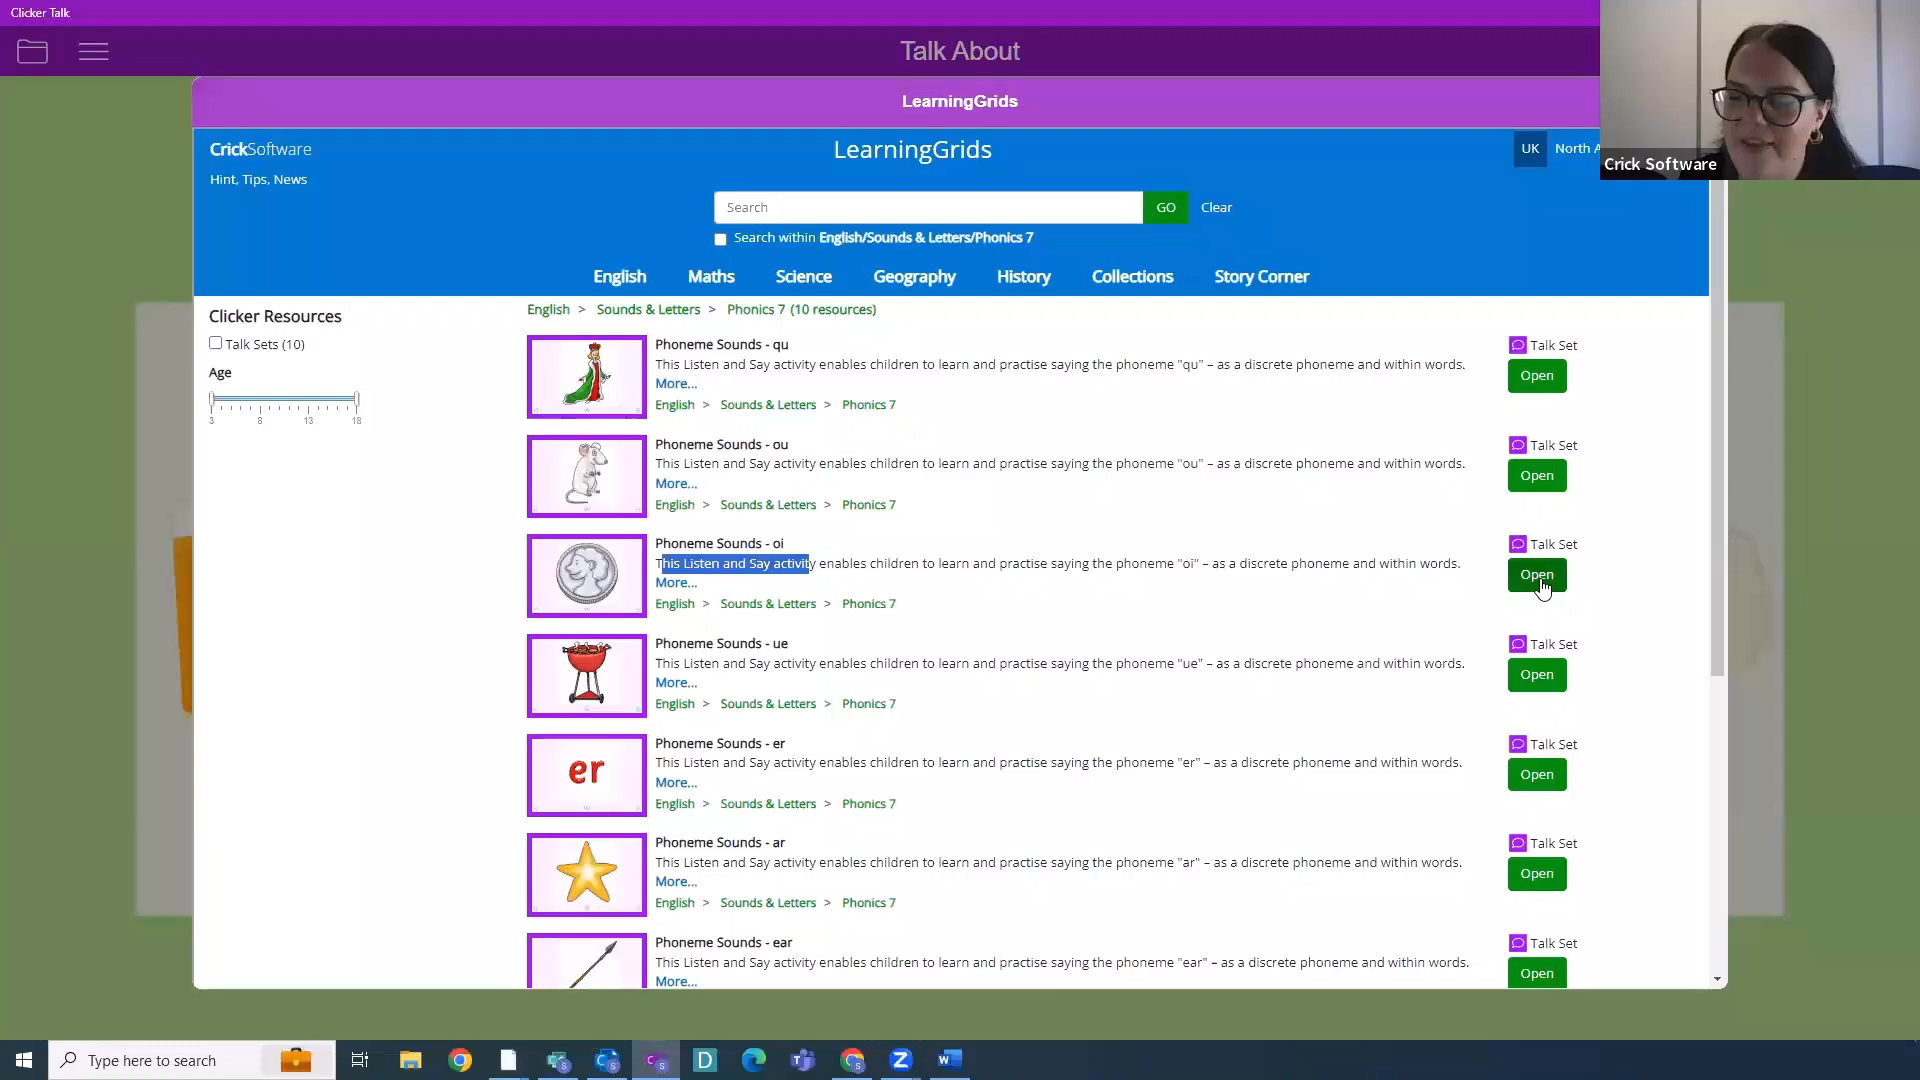 Clicker Talk
Talk About
LearningGrids
CrickSoftware
LearningGrids
UK North A
Crick Software
Hint, Tips, News
Search
GO
Clear
Search within English/Sounds & Letters/Phonics 7
English Maths Science Geography History Collections Story Corner
Clicker Resources
Talk Sets (10)
Age
3 8 13 18
English > Sounds & Letters > Phonics 7 (10 resources)
Phoneme Sounds - qu
This Listen and Say activity enables children to learn and practise saying the phoneme "qu" – as a discrete phoneme and within words.
More...
English > Sounds & Letters > Phonics 7
Talk Set
Open
Phoneme Sounds - ou
This Listen and Say activity enables children to learn and practise saying the phoneme "ou" – as a discrete phoneme and within words.
More...
English > Sounds & Letters > Phonics 7
Talk Set
Open
Phoneme Sounds - oi
This Listen and Say activity enables children to learn and practise saying the phoneme "oi" – as a discrete phoneme and within words.
More...
English > Sounds & Letters > Phonics 7
Talk Set
Open
Phoneme Sounds - ue
This Listen and Say activity enables children to learn and practise saying the phoneme "ue" – as a discrete phoneme and within words.
More...
English > Sounds & Letters > Phonics 7
Talk Set
Open
er
Phoneme Sounds - er
This Listen and Say activity enables children to learn and practise saying the phoneme "er" – as a discrete phoneme and within words.
More...
English > Sounds & Letters > Phonics 7
Talk Set
Open
Phoneme Sounds - ar
This Listen and Say activity enables children to learn and practise saying the phoneme "ar" – as a discrete phoneme and within words.
More...
English > Sounds & Letters > Phonics 7
Talk Set
Open
Phoneme Sounds - ear
This Listen and Say activity enables children to learn and practise saying the phoneme "ear" – as a discrete phoneme and within words.
More...
Talk Set
Open
Type here to search